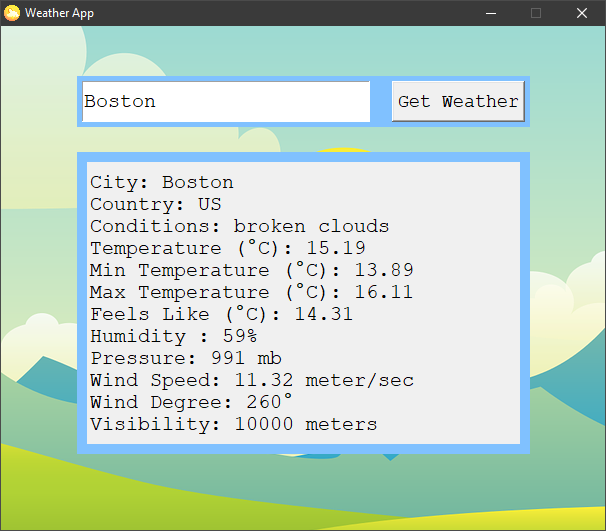 Weather App
Boston
Get Weather
City: Boston
Country: US
Conditions: broken clouds
Temperature (°C): 15.19
Min Temperature (°C): 13.89
Max Temperature (°C): 16.11
Feels Like (°C): 14.31
Humidity : 59%
Pressure: 991 mb
Wind Speed: 11.32 meter/sec
Wind Degree: 260°
Visibility: 10000 meters